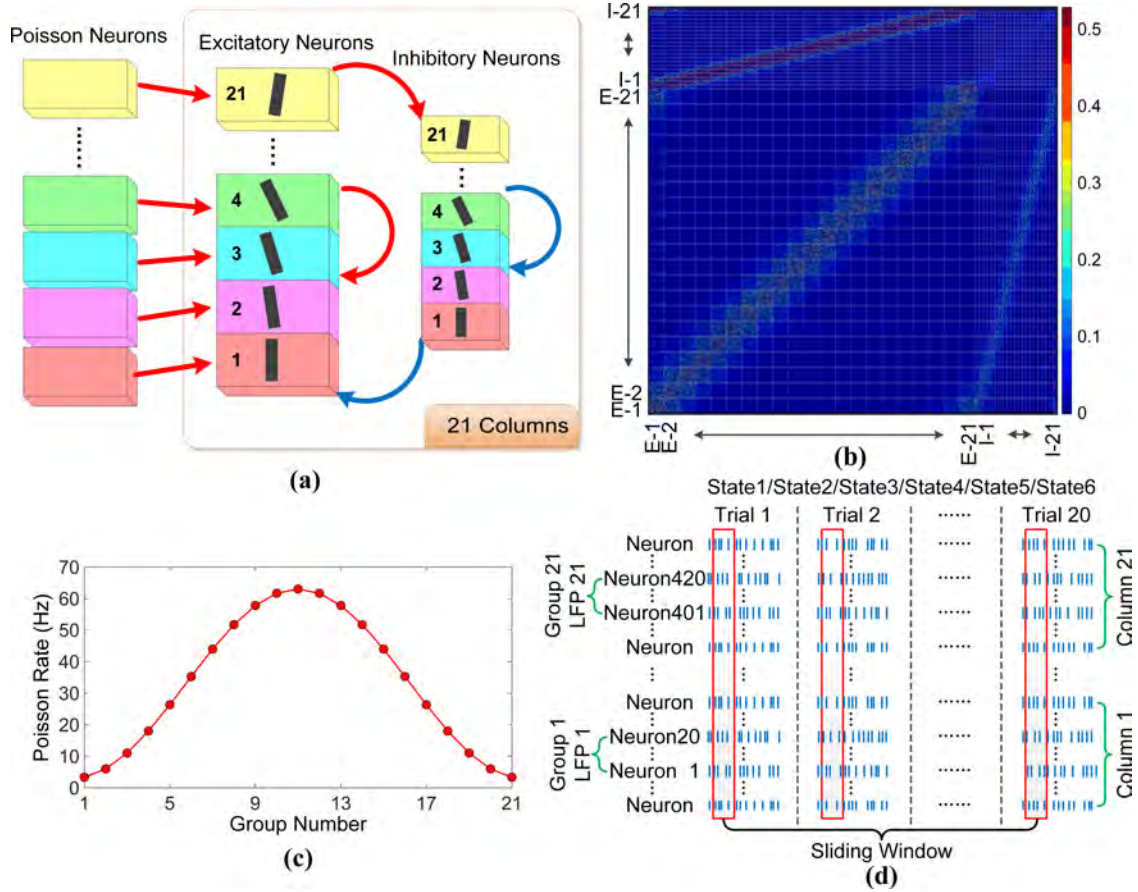 Poisson Neurons
Excitatory Neurons
Inhibitory Neurons
21
4
3
2
1
21
4
3
2
1
21 Columns
(a)
I-21
I-1
E-21
E-2
E-1
E-1
E-2
E-21
I-1
I-21
0.5
0.4
0.3
0.2
0.1
0
(b)
70
60
50
40
30
20
10
0
Poisson Rate (Hz)
1
5
9
13
17
21
Group Number
(c)
State1/State2/State3/State4/State5/State6
Trial 1
Trial 2
Trial 20
Neuron
Neuron420
Neuron401
Neuron
Neuron
Neuron20
Neuron 1
Neuron
Group 21
LFP 21
Group 1
LFP 1
Column 21
Column 1
Sliding Window
(d)